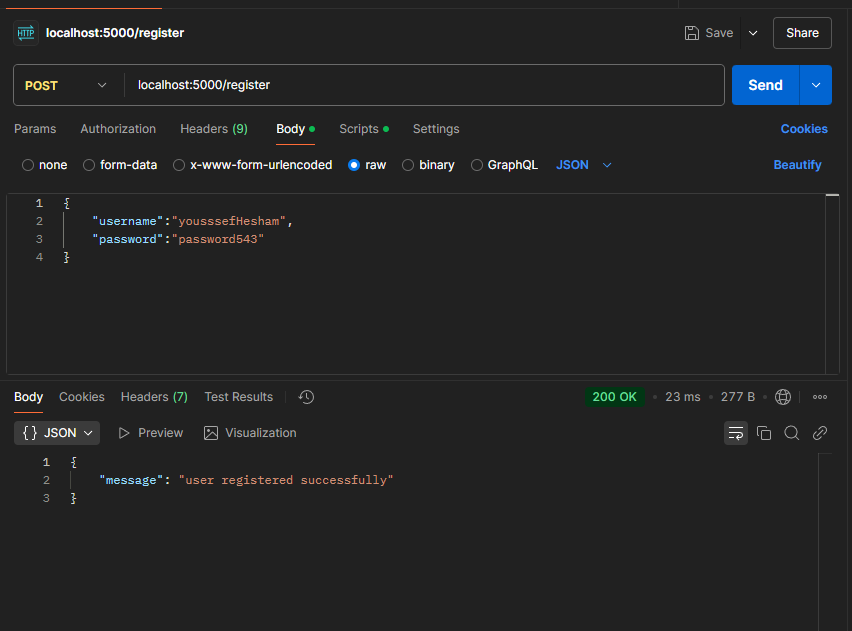 HTTP localhost:5000/register Save Share
POST localhost:5000/register Send
Params Authorization Headers (9) Body Scripts Settings Cookies
none form-data x-www-form-urlencoded raw binary GraphQL JSON Beautify
1 {
2 "username":"yousssefHesham",
3 "password":"password543"
4 }
Body Cookies Headers (7) Test Results 200 OK • 23 ms • 277 B •
{} JSON Preview Visualization
1 {
2 "message": "user registered successfully"
3 }